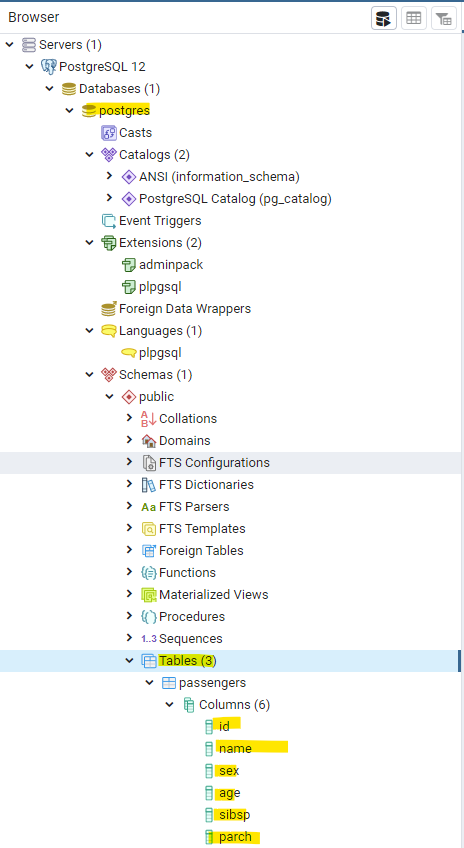 Browser
Servers (1)
PostgreSQL 12
Databases (1)
postgres
Casts
Catalogs (2)
ANSI (information_schema)
PostgreSQL Catalog (pg_catalog)
Event Triggers
Extensions (2)
adminpack
plpgsql
Foreign Data Wrappers
Languages (1)
plpgsql
Schemas (1)
public
Collations
Domains
FTS Configurations
FTS Dictionaries
Aa FTS Parsers
FTS Templates
Foreign Tables
Functions
Materialized Views
Procedures
1..3 Sequences
Tables (3)
passengers
Columns (6)
id
name
sex
age
sibsp
parch